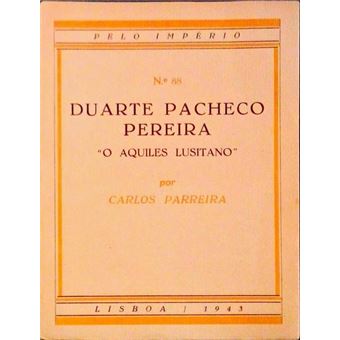 PELO IMPÉRIO
N.º 88
DUARTE PACHECO
PEREIRA
"O AQUILES LUSITANO"
por
CARLOS PARREIRA
LISBOA | 1943